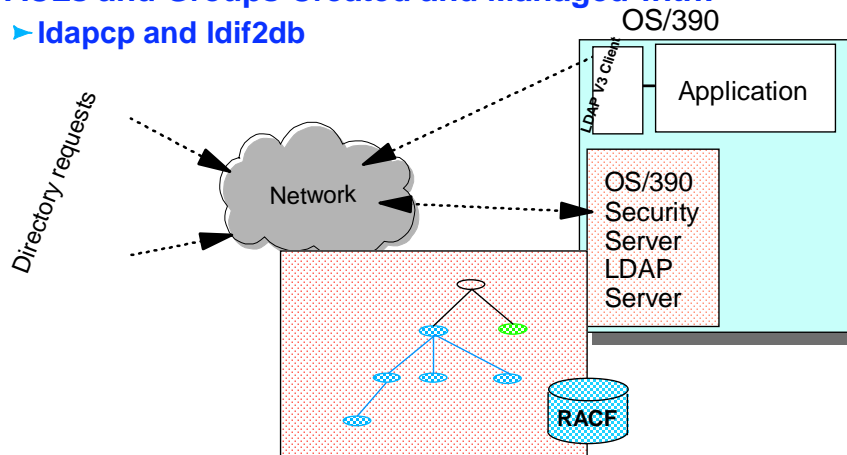 ldapcp and ldif2db
OS/390
LDAP V3 Client
Application
Directory requests
Network
OS/390
Security
Server
LDAP
Server
RACF